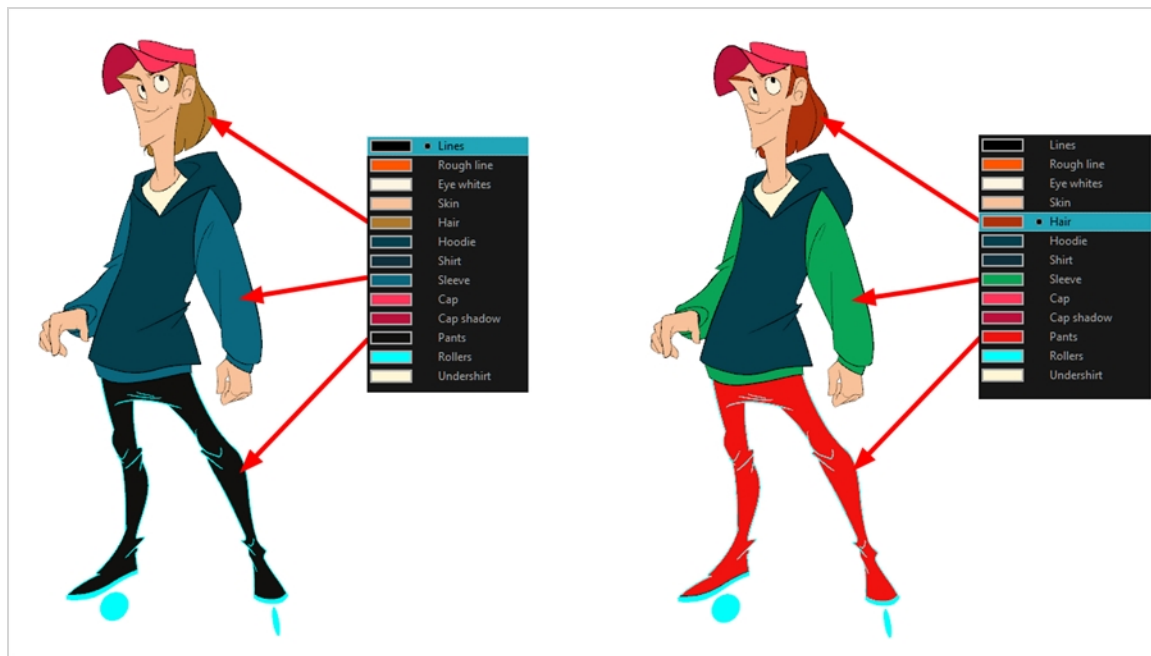 Lines
Rough line
Eye whites
Skin
Hair
Hoodie
Shirt
Sleeve
Cap
Cap shadow
Pants
Rollers
Undershirt
Lines
Rough line
Eye whites
Skin
Hair
Hoodie
Shirt
Sleeve
Cap
Cap shadow
Pants
Rollers
Undershirt